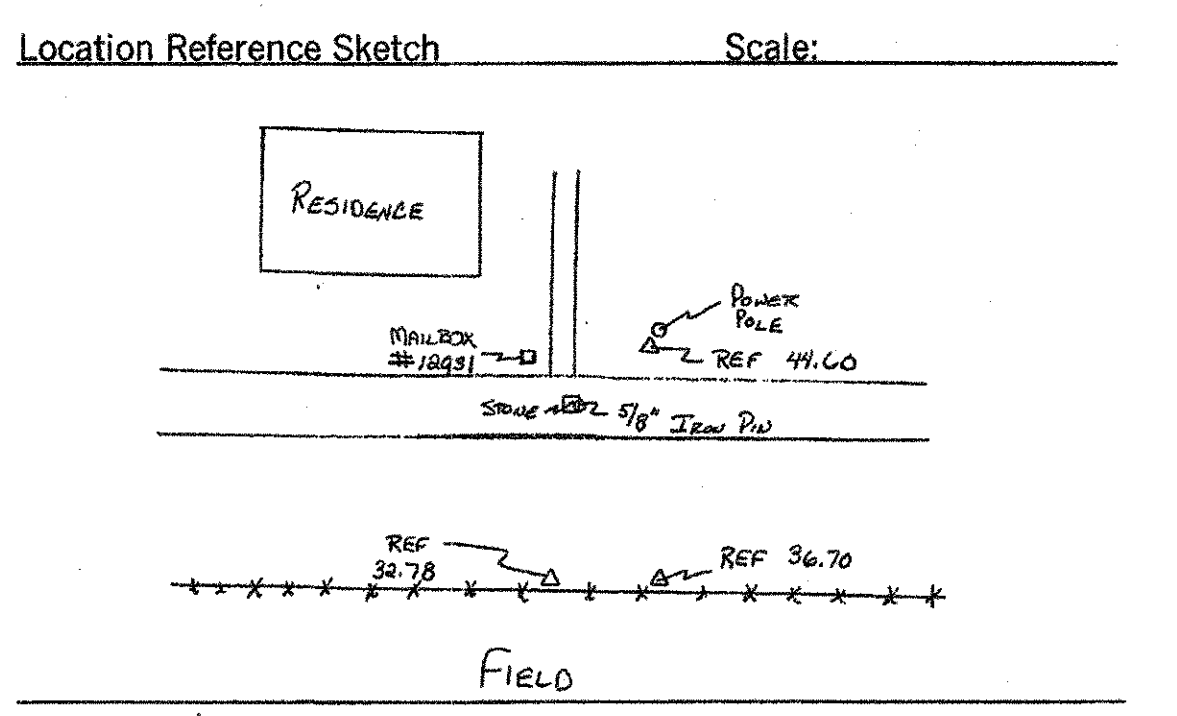 Location Reference Sketch Scale:
RESIDENCE
POWER
POLE
MAILBOX
#12931
REF 44.60
STONE
5/8" IRON PIN
REF
32.78
REF 36.70
FIELD